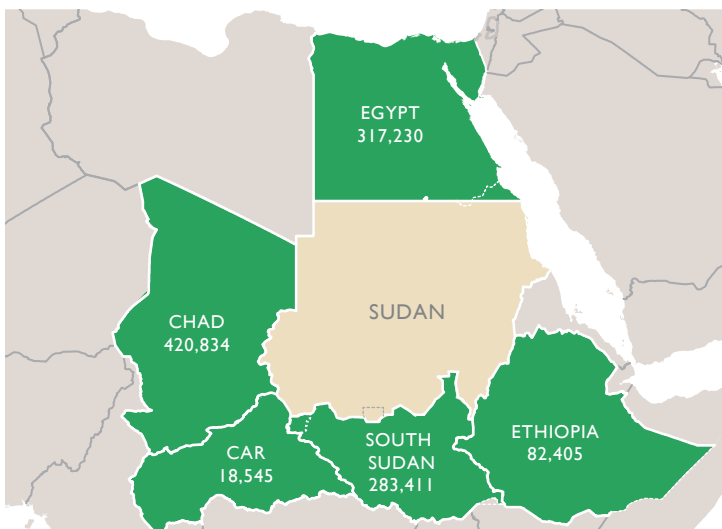 EGYPT
317,230
CHAD
420,834
SUDAN
CAR
18,545
SOUTH
SUDAN
283,411
ETHIOPIA
82,405